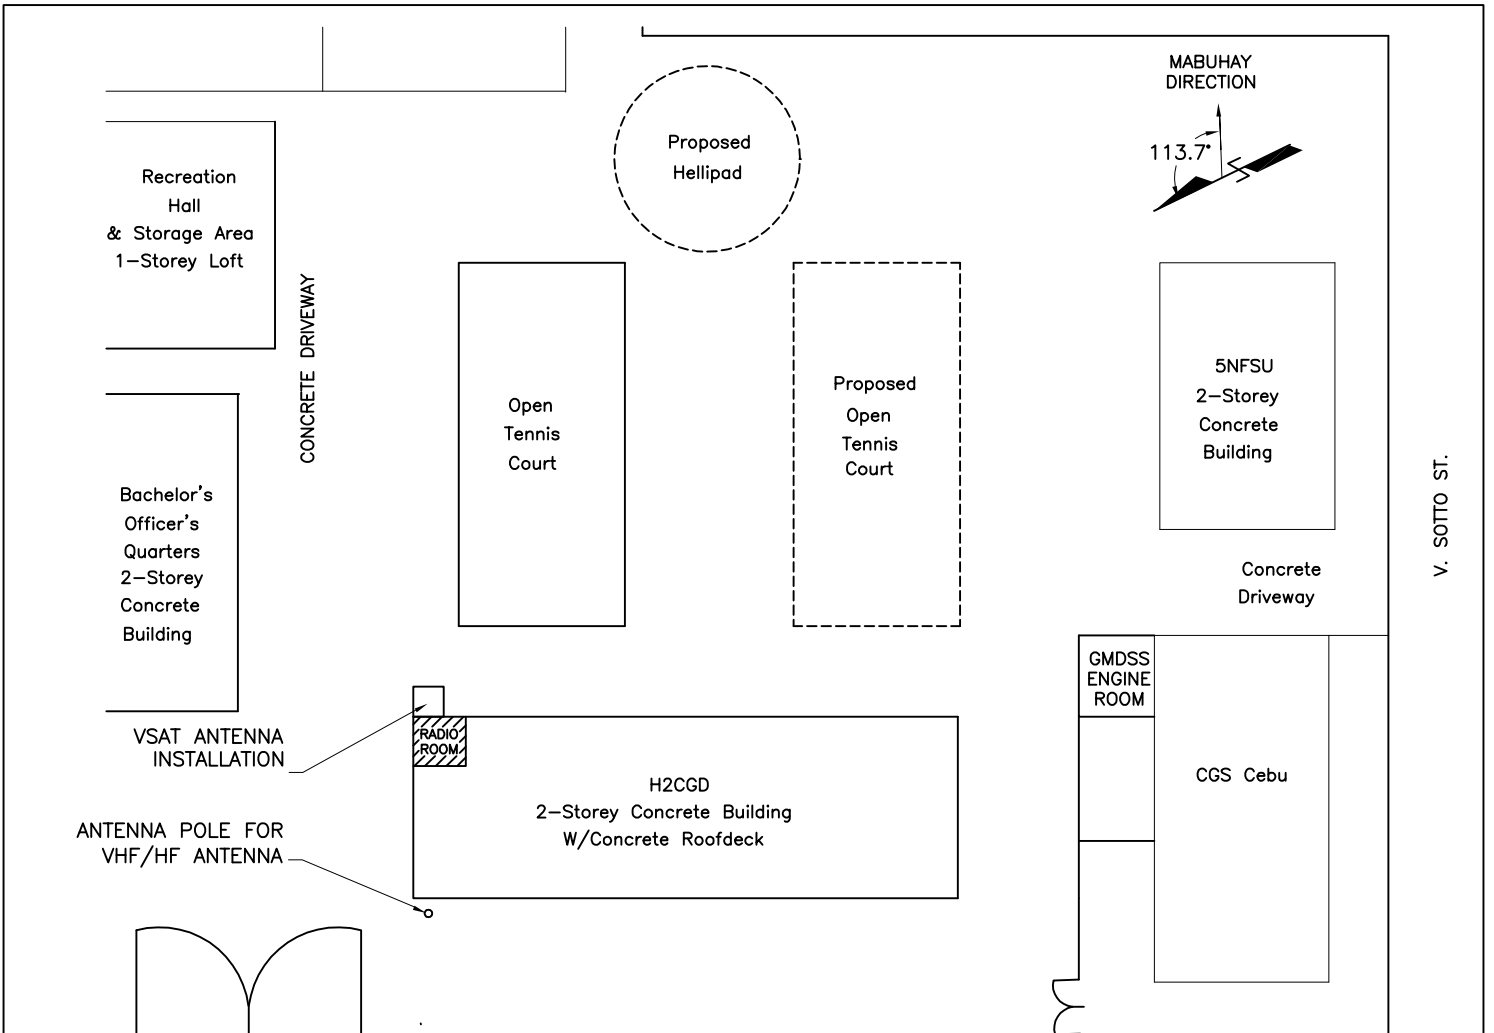 MABUHAY
DIRECTION
113.7°
Proposed
Hellipad
Recreation
Hall
& Storage Area
1-Storey Loft
CONCRETE DRIVEWAY
Open
Tennis
Court
Proposed
Open
Tennis
Court
5NFSU
2-Storey
Concrete
Building
V. SOTTO ST.
Bachelor's
Officer's
Quarters
2-Storey
Concrete
Building
Concrete
Driveway
GMDSS
ENGINE
ROOM
VSAT ANTENNA
INSTALLATION
RADIO
ROOM
H2CGD
2-Storey Concrete Building
W/Concrete Roofdeck
CGS Cebu
ANTENNA POLE FOR
VHF/HF ANTENNA